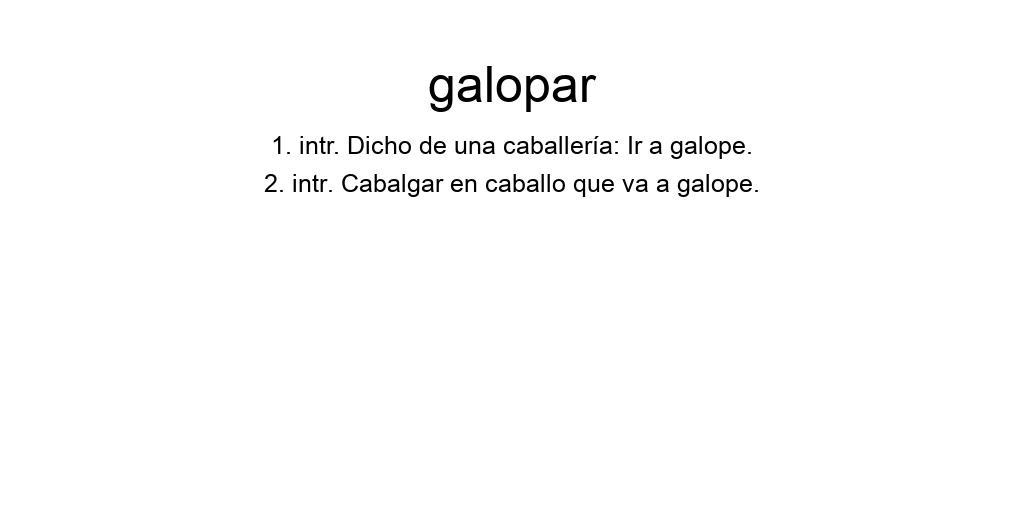 galopar
1. intr. Dicho de una caballería: Ir a galope.
2. intr. Cabalgar en caballo que va a galope.